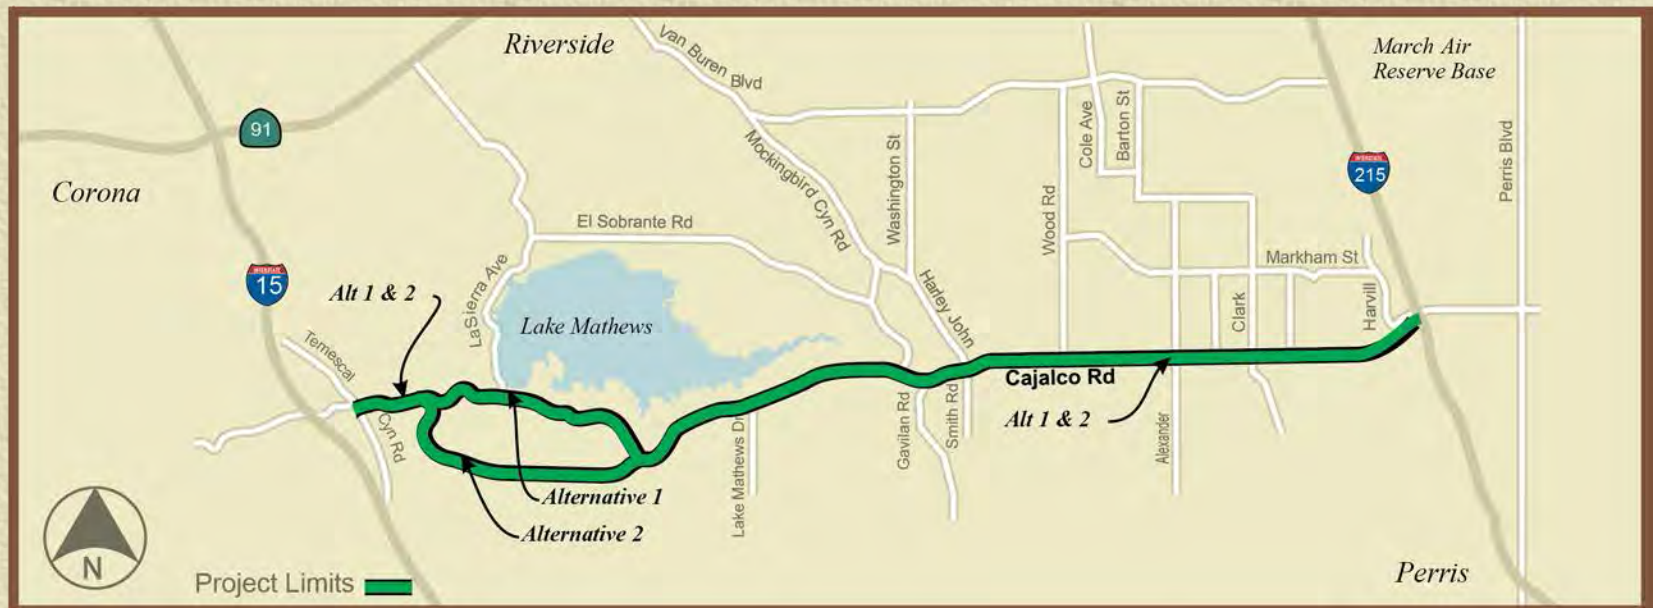 Riverside
Van Buren Blvd
March Air
Reserve Base
91
Corona
Cole Ave
Barton St
Perris Blvd
215
Mockingbird Cyn Rd
Washington St
Wood Rd
El Sobrante Rd
15
Alt 1 & 2
LaSierra Ave
Lake Mathews
Harley John
Markham St
Clark
Harvill
Temescal
Cyn Rd
Cajalco Rd
Alt 1 & 2
Lake Mathews Dr
Gavilan Rd
Smith Rd
Alexander
Alternative 1
Alternative 2
N
Project Limits
Perris